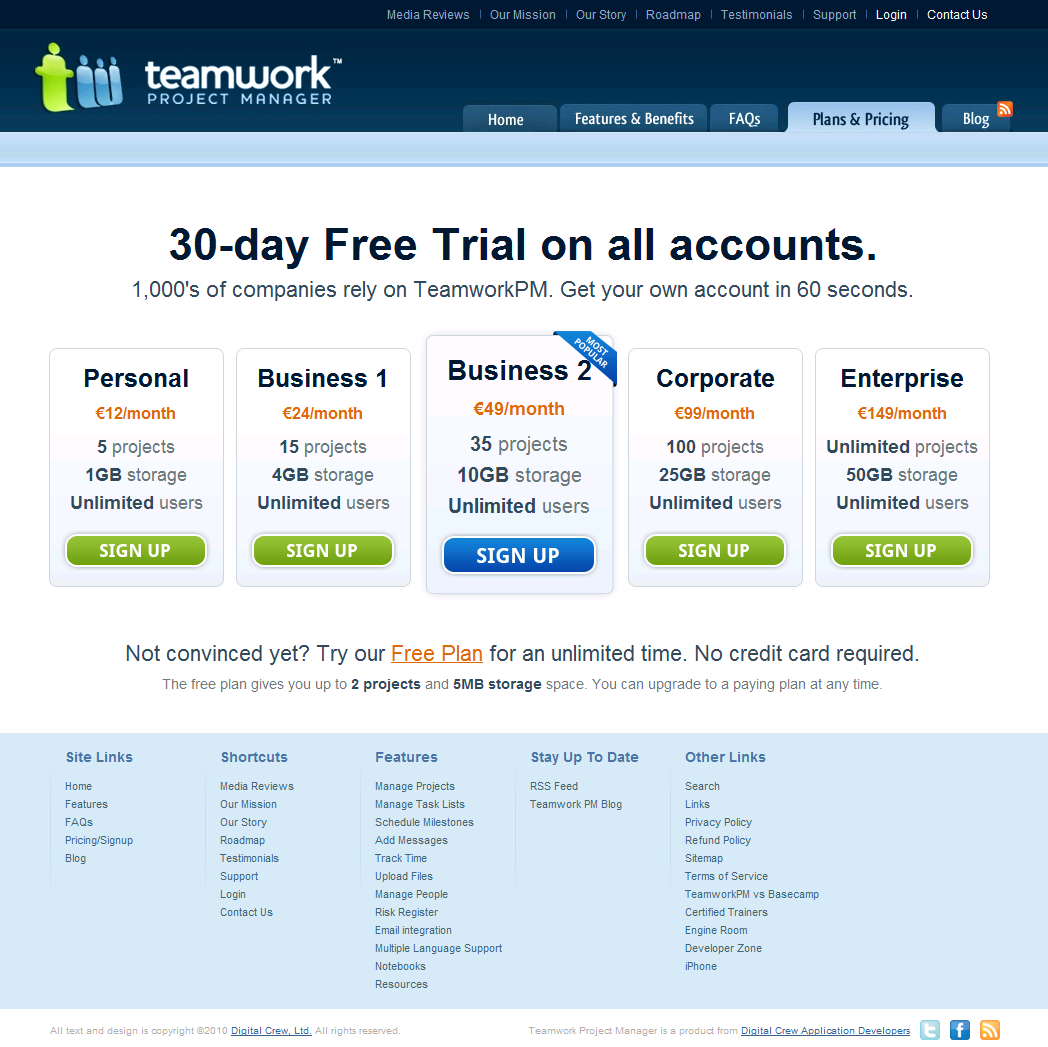 Media Reviews Our Mission Our Story Roadmap Testimonials Support Login Contact Us
teamwork™
PROJECT MANAGER
Home Features & Benefits FAQs Plans & Pricing Blog
30-day Free Trial on all accounts.
1,000's of companies rely on TeamworkPM. Get your own account in 60 seconds.
Personal
€12/month
5 projects
1GB storage
Unlimited users
SIGN UP
Business 1
€24/month
15 projects
4GB storage
Unlimited users
SIGN UP
MOST
POPULAR
Business 2
€49/month
35 projects
10GB storage
Unlimited users
SIGN UP
Corporate
€99/month
100 projects
25GB storage
Unlimited users
SIGN UP
Enterprise
€149/month
Unlimited projects
50GB storage
Unlimited users
SIGN UP
Not convinced yet? Try our Free Plan for an unlimited time. No credit card required.
The free plan gives you up to 2 projects and 5MB storage space. You can upgrade to a paying plan at any time.
Site Links
Home
Features
FAQs
Pricing/Signup
Blog
Shortcuts
Media Reviews
Our Mission
Our Story
Roadmap
Testimonials
Support
Login
Contact Us
Features
Manage Projects
Manage Task Lists
Schedule Milestones
Add Messages
Track Time
Upload Files
Manage People
Risk Register
Email integration
Multiple Language Support
Notebooks
Resources
Stay Up To Date
RSS Feed
Teamwork PM Blog
Other Links
Search
Links
Privacy Policy
Refund Policy
Sitemap
Terms of Service
TeamworkPM vs Basecamp
Certified Trainers
Engine Room
Developer Zone
iPhone
All text and design is copyright ©2010 Digital Crew, Ltd. All rights reserved.
Teamwork Project Manager is a product from Digital Crew Application Developers